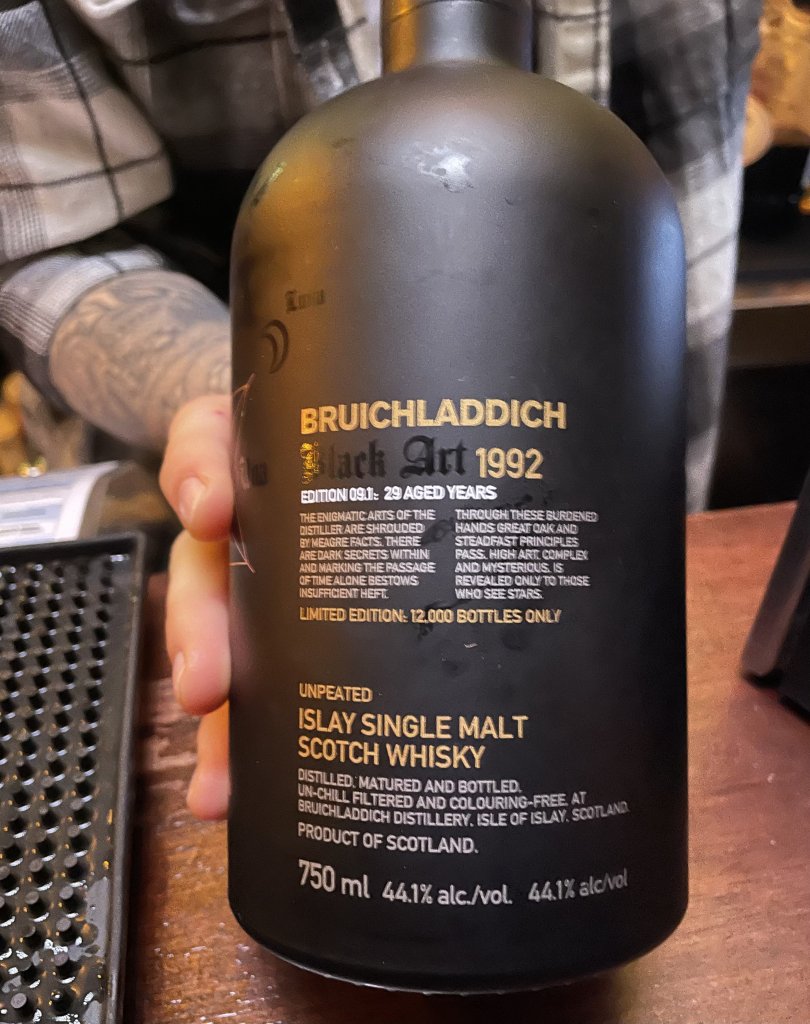 Luna
BRUICHLADDICH
Black Art 1992
EDITION 09.1: 29 AGED YEARS
THE ENIGMATIC ARTS OF THE
DISTILLER ARE SHROUDED
BY MEAGRE FACTS. THERE
ARE DARK SECRETS WITHIN
AND MARKING THE PASSAGE
OF TIME ALONE BESTOWS
INSUFFICIENT HEFT.
THROUGH THESE BURDENED
HANDS GREAT OAK AND
STEADFAST PRINCIPLES
PASS. HIGH ART, COMPLEX
AND MYSTERIOUS, IS
REVEALED ONLY TO THOSE
WHO SEE STARS.
LIMITED EDITION: 12,000 BOTTLES ONLY
UNPEATED
ISLAY SINGLE MALT
SCOTCH WHISKY
DISTILLED, MATURED AND BOTTLED,
UN-CHILL FILTERED AND COLOURING-FREE, AT
BRUICHLADDICH DISTILLERY, ISLE OF ISLAY, SCOTLAND.
PRODUCT OF SCOTLAND.
750 ml 44.1% alc./vol. 44.1% alc/vol